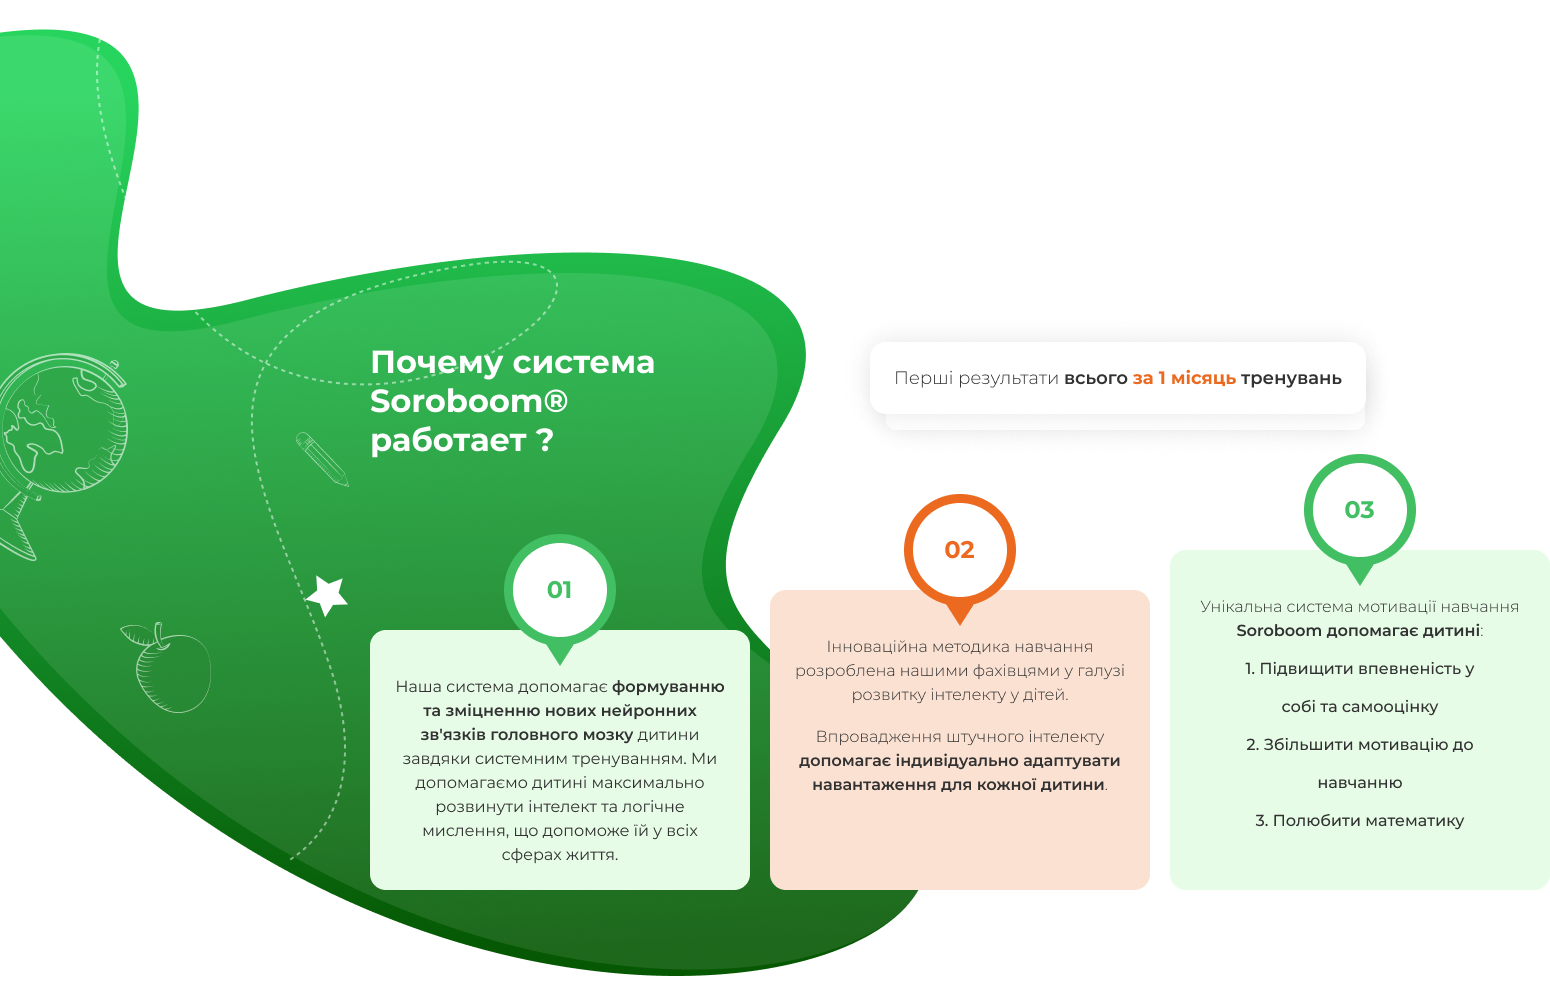 Почему система
Soroboom®
работает ?
Перші результати всього за 1 місяць тренувань
01
Наша система допомагає формуванню
та зміцненню нових нейронних
зв'язків головного мозку дитини
завдяки системним тренуванням. Ми
допомагаємо дитині максимально
розвинути інтелект та логічне
мислення, що допоможе їй у всіх
сферах життя.
02
Інноваційна методика навчання
розроблена нашими фахівцями у галузі
розвитку інтелекту у дітей.
Впровадження штучного інтелекту
допомагає індивідуально адаптувати
навантаження для кожної дитини.
03
Унікальна система мотивації навчання
Soroboom допомагає дитині:
1. Підвищити впевненість у
собі та самооцінку
2. Збільшити мотивацію до
навчанню
3. Полюбити математику